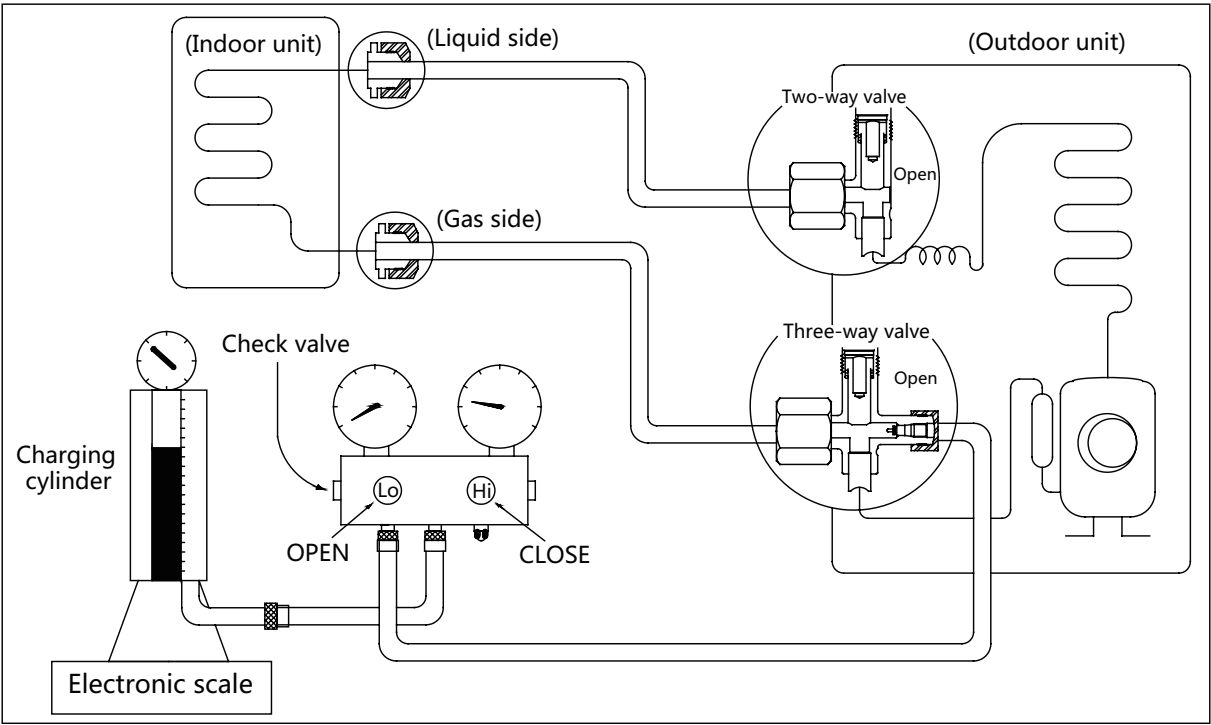 (Indoor unit)
(Liquid side)
(Outdoor unit)
Two-way valve
Open
(Gas side)
Three-way valve
Open
Check valve
Charging
cylinder
Lo
Hi
OPEN
CLOSE
Electronic scale